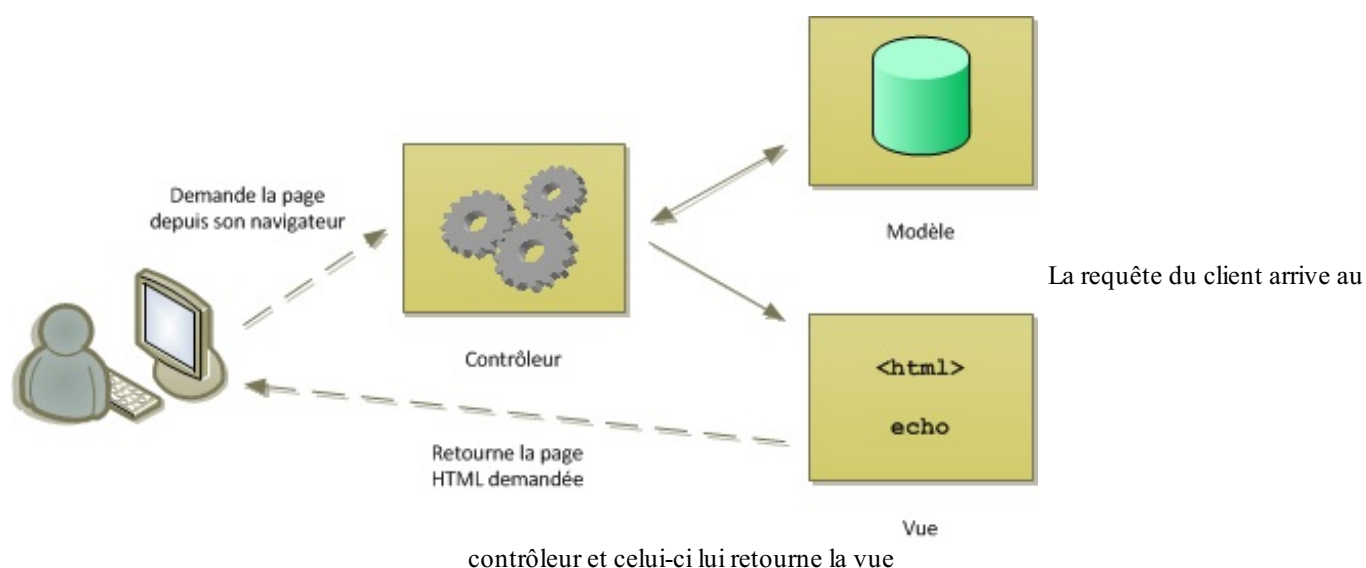 Demande la page
depuis son navigateur
Modèle
La requête du client arrive au
Contrôleur
<html>
echo
Retourne la page
HTML demandée
Vue
contrôleur et celui-ci lui retourne la vue